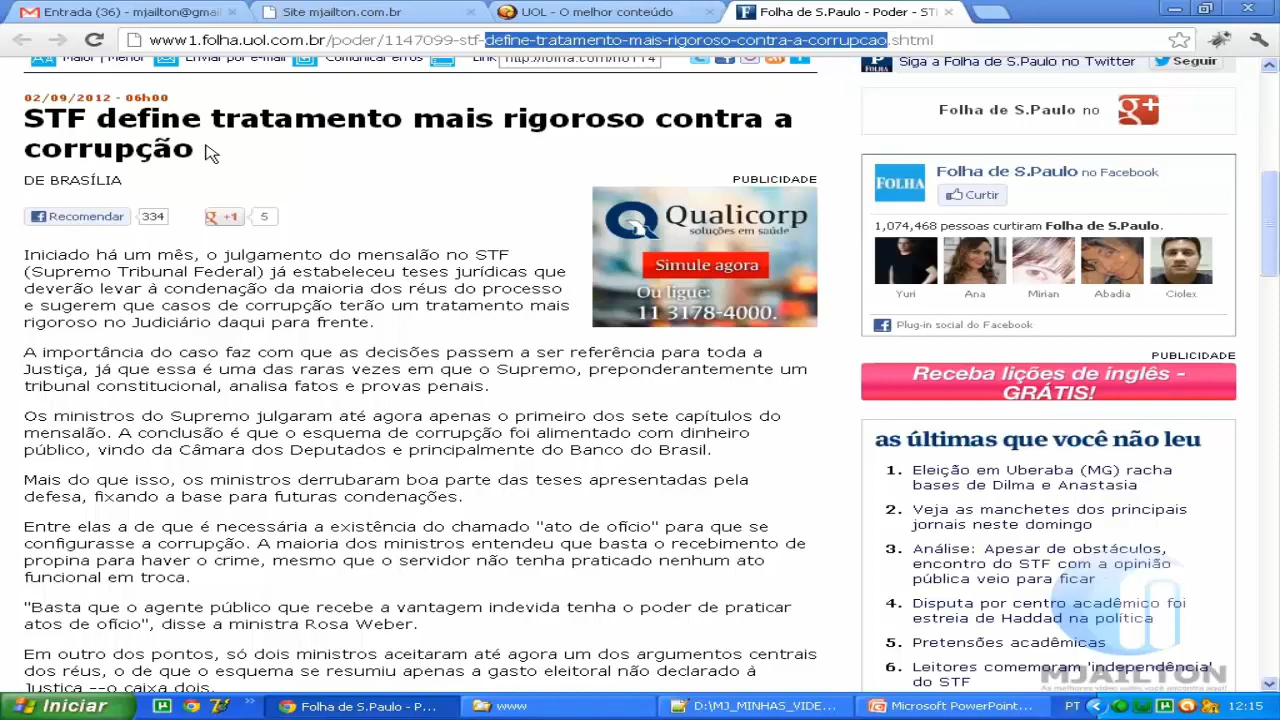 Entrada (36) - mjailton@gmai
Site mjailton.com.br
UOL - O melhor conteúdo
Folha de S.Paulo - Poder - ST
www1.folha.uol.com.br/poder/1147099-stf-define-tratamento-mais-rigoroso-contra-a-corrupcao.shtml
Maior | Menor
Enviar por e-mail
Comunicar erros
Link
Siga a Folha de S.Paulo no Twitter
Seguir
02/09/2012 - 06h00
STF define tratamento mais rigoroso contra a
corrupção
DE BRASÍLIA
PUBLICIDADE
Recomendar
334
+1
5
Qualicorp
soluções em saúde
Simule agora
Ou ligue:
11 3178-4000.
Iniciado há um mês, o julgamento do mensalão no STF
(Supremo Tribunal Federal) já estabeleceu teses jurídicas que
deverão levar à condenação da maioria dos réus do processo
e sugerem que casos de corrupção terão um tratamento mais
rigoroso no Judiciário daqui para frente.
A importância do caso faz com que as decisões passem a ser referência para toda a
Justiça, já que essa é uma das raras vezes em que o Supremo, preponderantemente um
tribunal constitucional, analisa fatos e provas penais.
Os ministros do Supremo julgaram até agora apenas o primeiro dos sete capítulos do
mensalão. A conclusão é que o esquema de corrupção foi alimentado com dinheiro
público, vindo da Câmara dos Deputados e principalmente do Banco do Brasil.
Mais do que isso, os ministros derrubaram boa parte das teses apresentadas pela
defesa, fixando a base para futuras condenações.
Entre elas a de que é necessária a existência do chamado "ato de ofício" para que se
configurasse a corrupção. A maioria dos ministros entendeu que basta o recebimento de
propina para haver o crime, mesmo que o servidor não tenha praticado nenhum ato
funcional em troca.
"Basta que o agente público que recebe a vantagem indevida tenha o poder de praticar
atos de ofício", disse a ministra Rosa Weber.
Em outro dos pontos, só dois ministros aceitaram até agora um dos argumentos centrais
dos réus, o de que o esquema se resumiu apenas a gasto eleitoral não declarado à
Justiça --o caixa dois.
Folha de S.Paulo no
g+
FOLHA
Folha de S.Paulo no Facebook
Curtir
1,074,468 pessoas curtiram Folha de S.Paulo.
Yuri
Ana
Mirian
Abadia
Ciolex
Plug-in social do Facebook
PUBLICIDADE
Receba lições de inglês -
GRÁTIS!
as últimas que você não leu
1. Eleição em Uberaba (MG) racha
bases de Dilma e Anastasia
2. Veja as manchetes dos principais
jornais neste domingo
3. Análise: Apesar de obstáculos,
encontro do STF com a opinião
pública veio para ficar
4. Disputa por centro acadêmico foi
estreia de Haddad na política
5. Pretensões acadêmicas
6. Leitores comemoram 'independência'
do STF
MJAILTON
As melhores vídeo aulas você encontra aqui!
Iniciar
Folha de S.Paulo - P...
www
D:\MJ_MINHAS_VIDE...
Microsoft PowerPoint...
PT
12:15